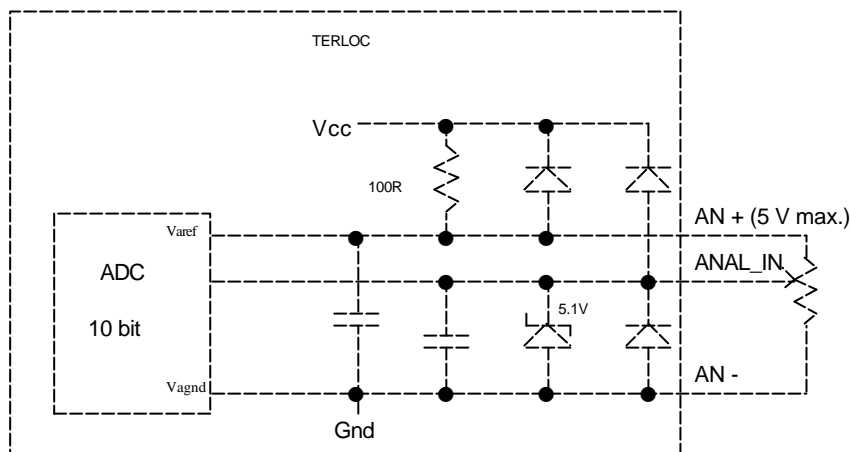 TERLOC
Vcc
100R
AN + (5 V max.)
Varef
ANAL_IN
ADC
5.1V
10 bit
Vagnd
AN -
Gnd